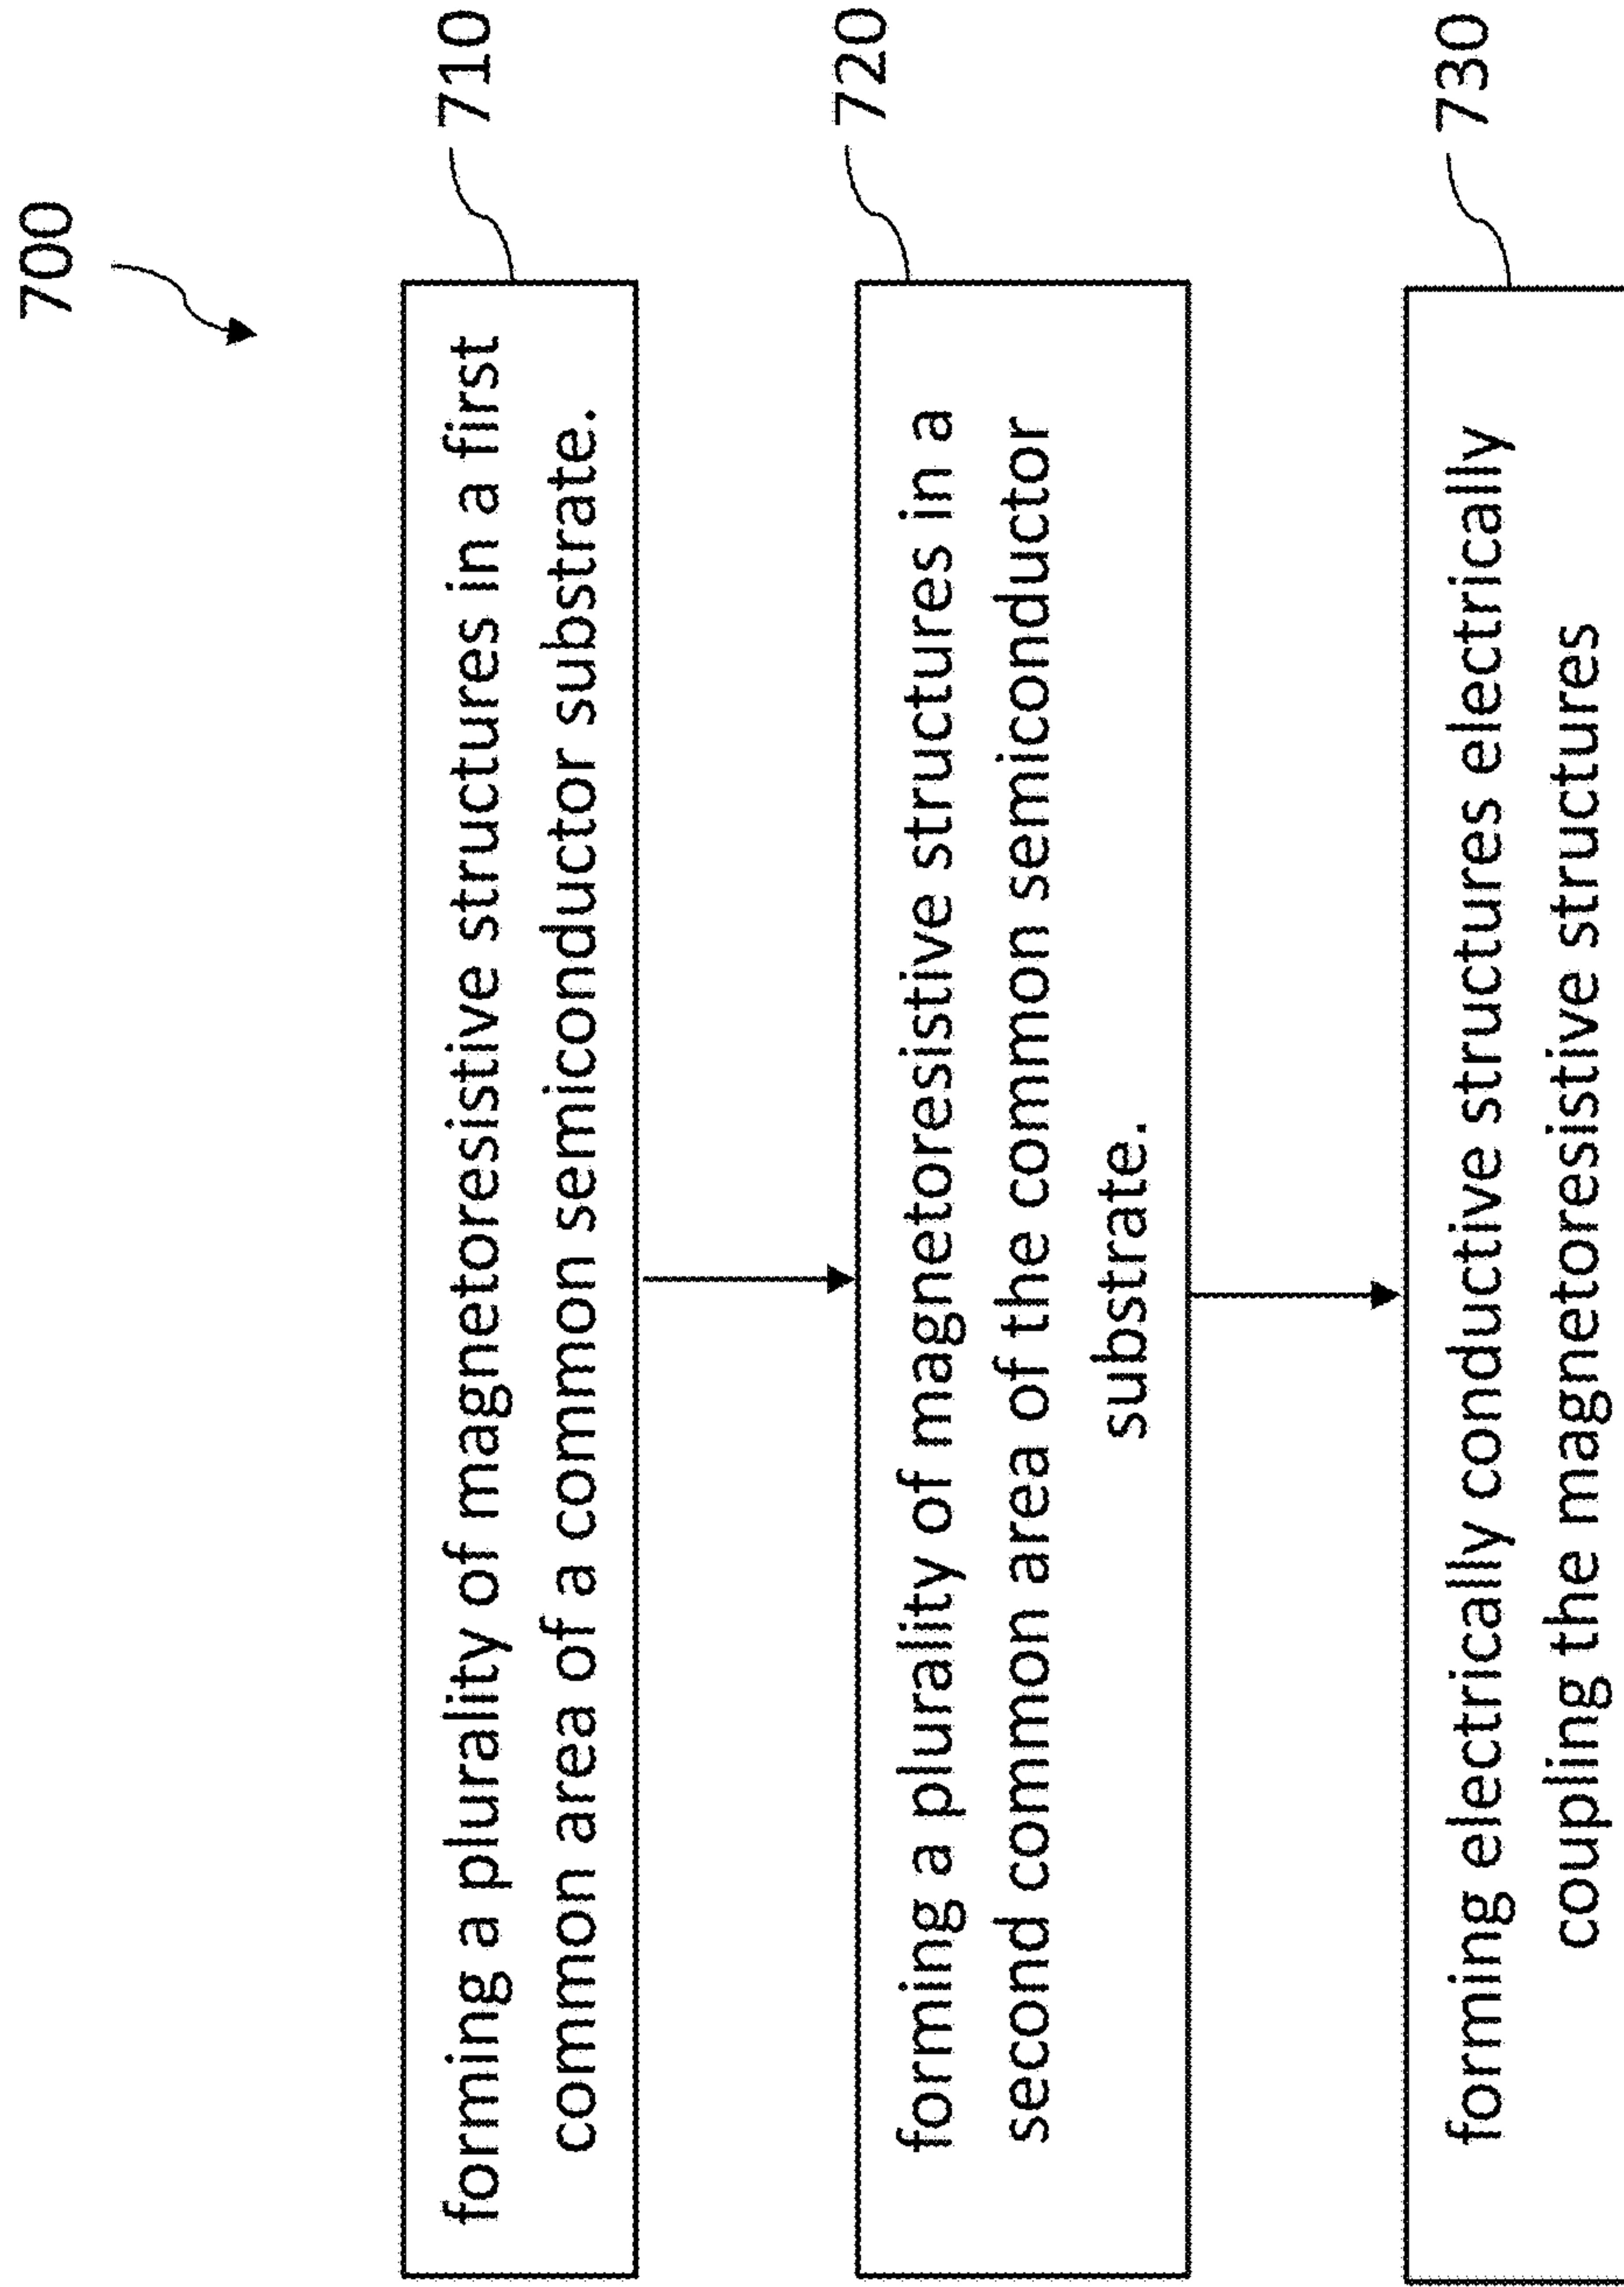 700
710
forming a plurality of magnetoresistive structures in a first
common area of a common semiconductor substrate.
720
forming a plurality of magnetoresistive structures in a
second common area of the common semiconductor
substrate.
730
forming electrically conductive structures electrically
coupling the magnetoresistive structures